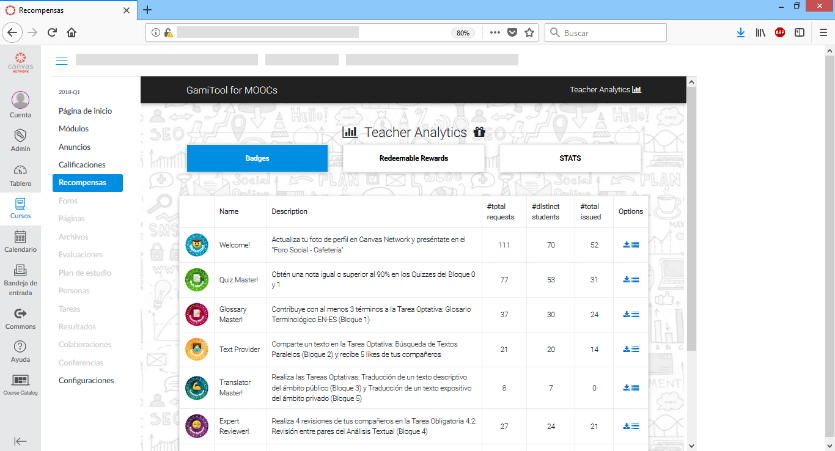 Recompensas
80%
Buscar
canvas
NETWORK
Cuenta
Admin
Tablero
Cursos
Calendario
Bandeja de
entrada
Commons
Ayuda
Course Catalog
Página de inicio
Módulos
Anuncios
Calificaciones
Recompensas
Foros
Páginas
Archivos
Evaluaciones
Plan de estudio
Personas
Tareas
Resultados
Colaboraciones
Conferencias
Configuraciones
GamiTool for MOOCs
Teacher Analytics
Teacher Analytics
Badges Redeemable Rewards STATS
Name Description #total requests #distinct students #total issued Options
Welcome! Actualiza tu foto de perfil en Canvas Network y preséntate en el 111 70 52
"Foro Social - Cafetería"
Quiz Master! Obtén una nota igual o superior al 90% en los Quizzes del Bloque 0 77 53 31
y 1
Glossary Contribuye con al menos 3 términos a la Tarea Optativa: Glosario 37 30 24
Master! Terminológico EN-ES (Bloque 1)
Text Provider Comparte un texto en la Tarea Optativa: Búsqueda de Textos 21 20 14
Paralelos (Bloque 2) y recibe 5 likes de tus compañeros
Translator Realiza las Tareas Optativas: Traducción de un texto descriptivo
Master! del ámbito público (Bloque 3) y Traducción de un texto expositivo 8 7 0
del ámbito privado (Bloque 5)
Expert Realiza 4 revisiones de tus compañeros en la Tarea Obligatoria 4.2: 27 24 21
Reviewer! Revisión entre pares del Análisis Textual (Bloque 4)